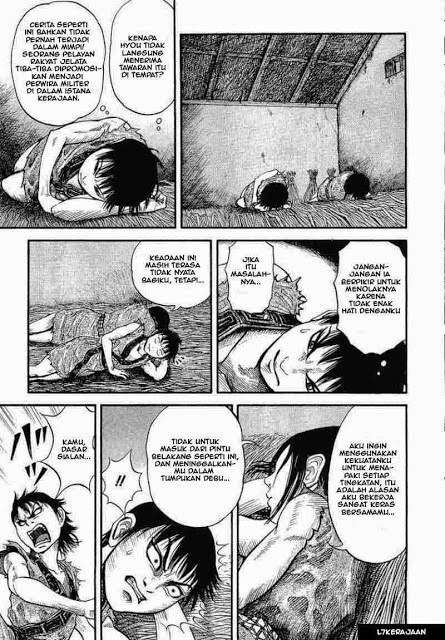 KENAPA
HYOU TIDAK
LANGSUNG
MENERIMA
TAWARAN ITU
DI TEMPAT?
CERITA SEPERTI
INI BAHKAN TIDAK
PERNAH TERJADI
DALAM MIMPI!
SEORANG PELAYAN
RAKYAT JELATA
TIBA-TIBA DIPROMOSI-
KAN MENJADI
PERWIRA MILITER
DI DALAM ISTANA
KERAJAAN.
JANGAN-
JANGAN IA
BERPIKIR UNTUK
MENOLAKNYA
KARENA
TIDAK ENAK
HATI DENGANKU
JIKA
ITU
MASALAH-
NYA...
KEADAAN INI
MASIH TERASA
TIDAK NYATA
BAGIKU, TETAPI...
AKU INGIN
MENGGUNAKAN
KEKUATANKU
UNTUK MENA-
PAKI SETIAP
TINGKATAN, ITU
ADALAH ALASAN
AKU BEKERJA
SANGAT KERAS
BERSAMAMU...
TIDAK UNTUK
MASUK DARI PINTU
BELAKANG SEPERTI INI,
DAN MENINGGALKAN-
MU DALAM
TUMPUKAN DEBU...
!!
KAMU,
DASAR
SIALAN...
!!
L7KERAJAAN